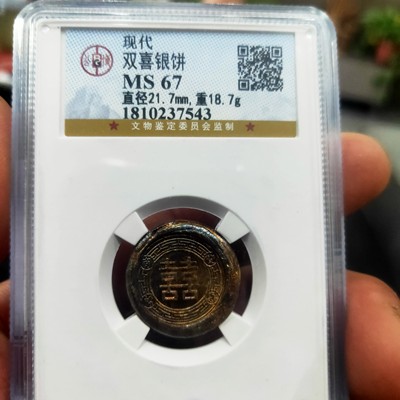 现代
双喜银饼
MS 67
直径21.7mm,重18.7g
1810237543
★ 文物鉴定委员会监制 ★
囍